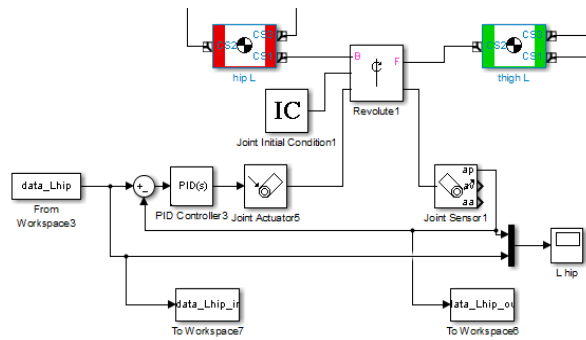 CS2
CS3
CS1
hip L
B
F
Revolute1
CS2
CS3
CS1
thigh L
IC
Joint Initial Condition1
data_Lhip
From
Workspace3
+
-
PID(s)
PID Controller3
Joint Actuator5
ap
av
aa
Joint Sensor1
L hip
data_Lhip_in
To Workspace7
data_Lhip_ou
To Workspace6